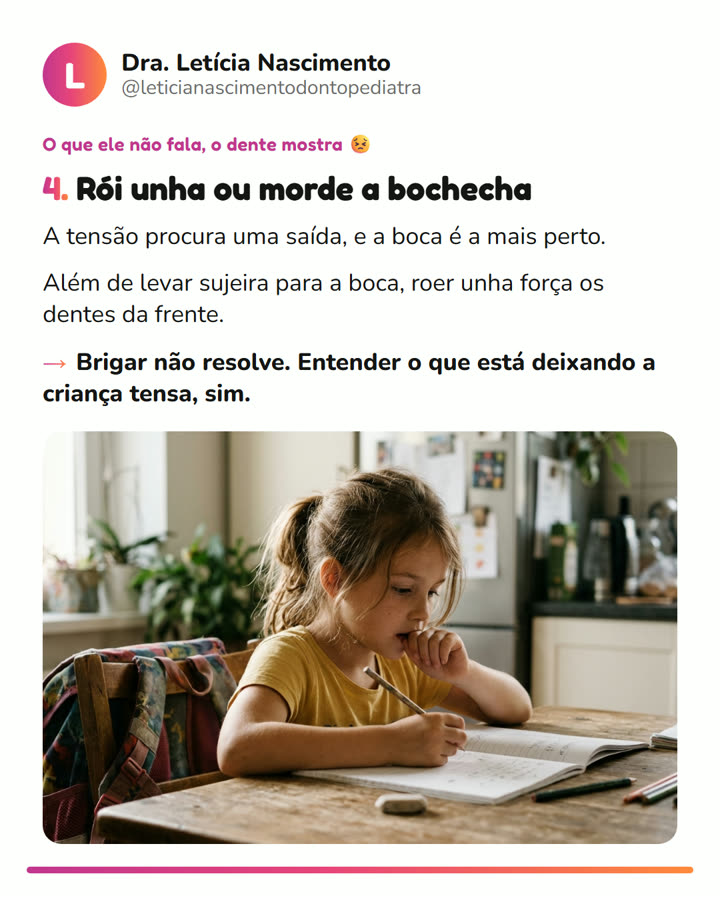 L
Dra. Letícia Nascimento
@leticianascimentodontopediatra
O que ele não fala, o dente mostra 😣
4. Rói unha ou morde a bochecha
A tensão procura uma saída, e a boca é a mais perto.
Além de levar sujeira para a boca, roer unha força os
dentes da frente.
→ Brigar não resolve. Entender o que está deixando a
criança tensa, sim.